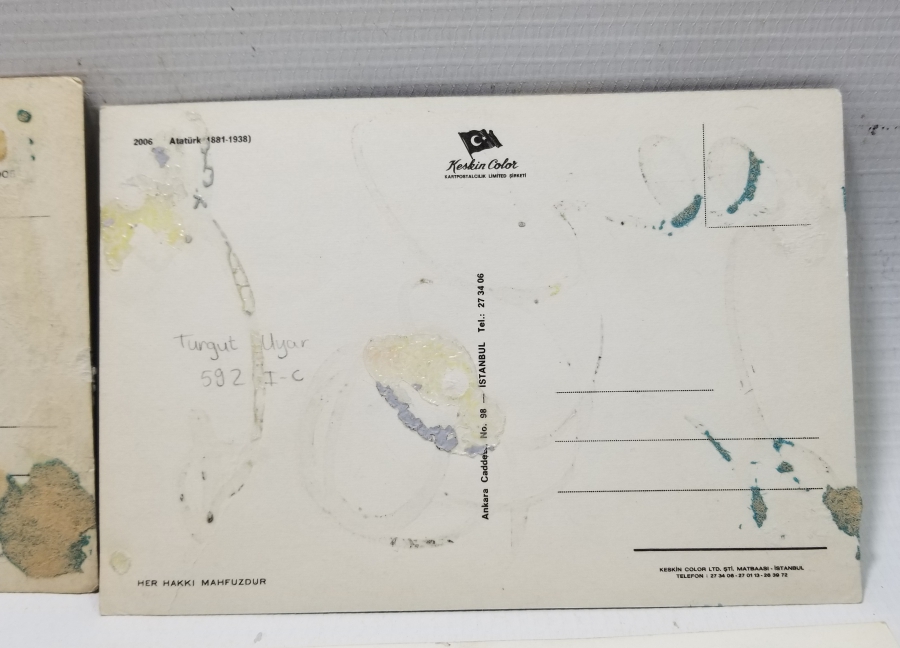 2006 Atatürk 1881-1938)
Keskin Color
KARTPOSTALCILIK LIMITED ŞİRKETİ
Ankara No. 98 — İSTANBUL Tel.: 27 34 06
Turgut Uyar
592 I-C
HER HAKKI MAHFUZDUR
KESKİN COLOR LTD. ŞTİ. MATBAASI - İSTANBUL
TELEFON : 27 34 06 - 27 01 13 - 26 39 72